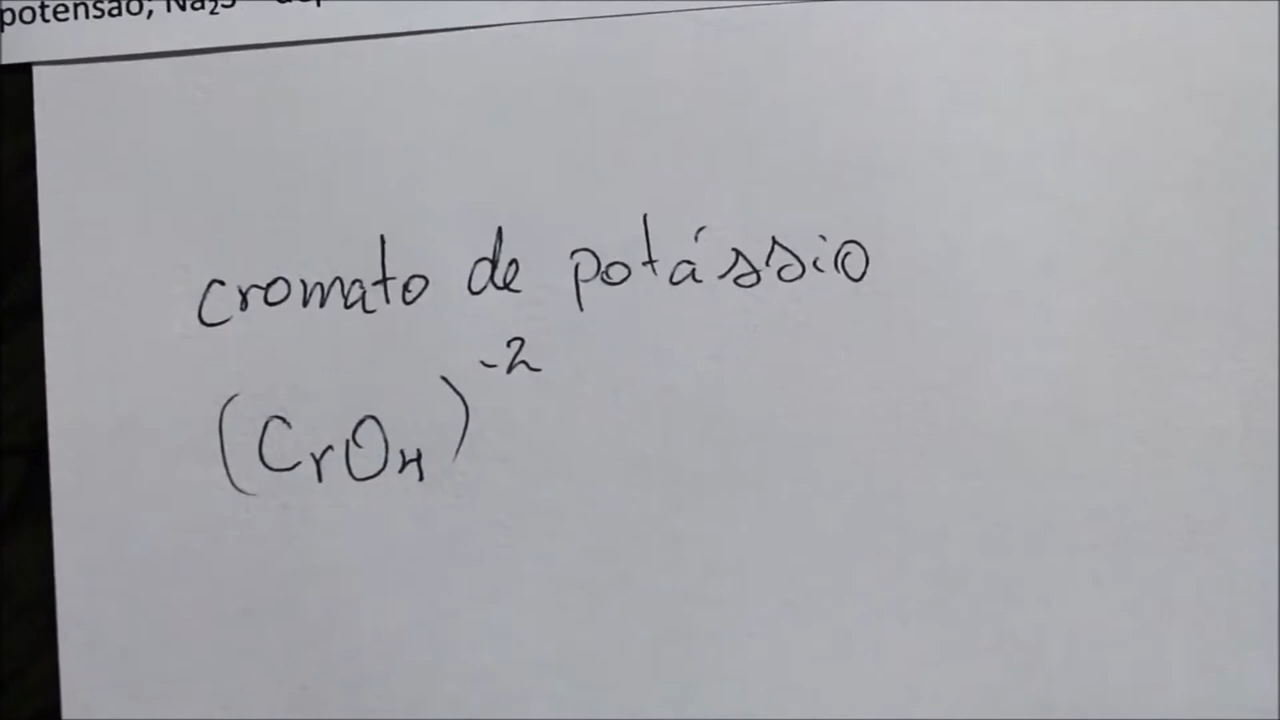 potensão; Na₂S
cromato de potássio
(CrO₄)⁻²